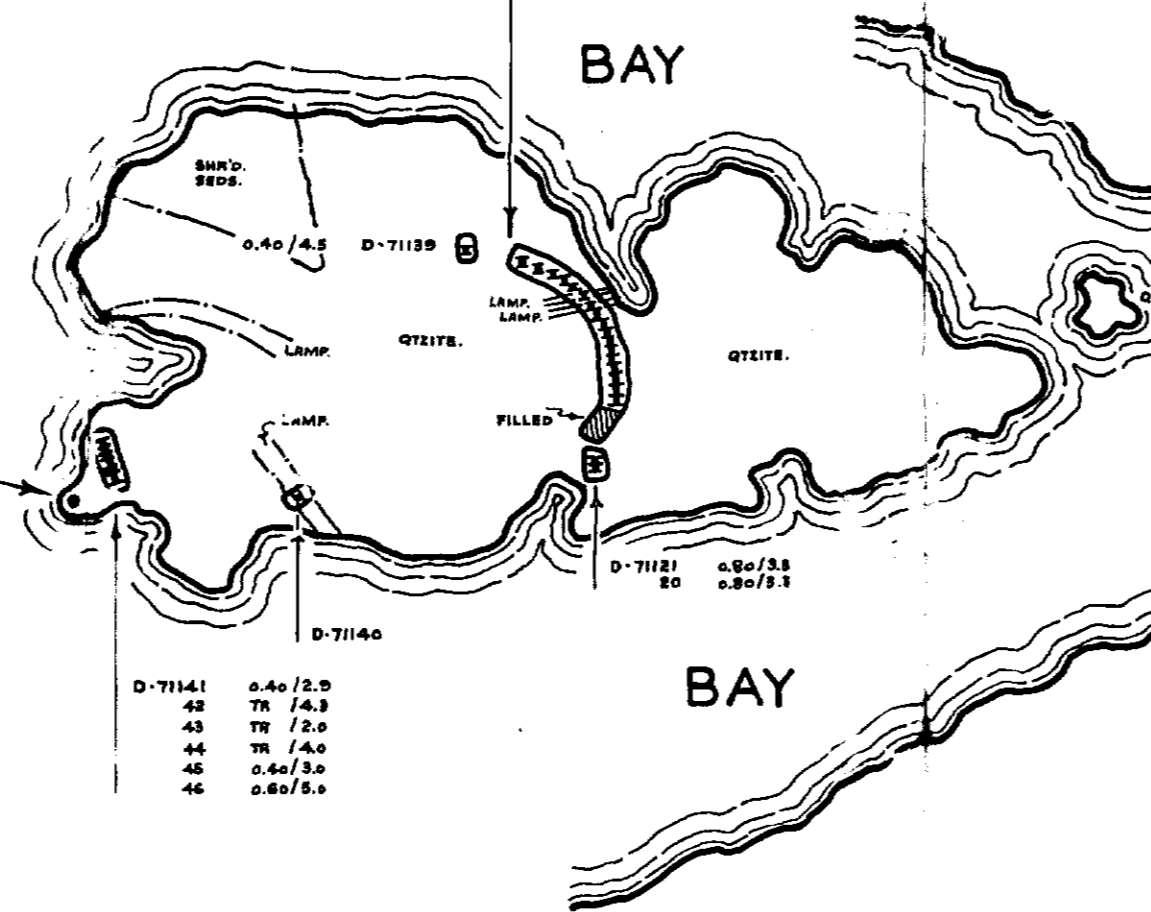 BAY
SHR'D.
SEDS.
0.40/4.5
D-71139
LAMP.
LAMP.
QTZITE.
LAMP.
QTZITE.
LAMP.
FILLED
D-71121 0.80/3.8
20 0.80/3.3
D-71140
BAY
D-71141 0.40/2.9
42 TR /4.3
43 TR /2.0
44 TR /4.0
45 0.40/3.0
46 0.60/5.0